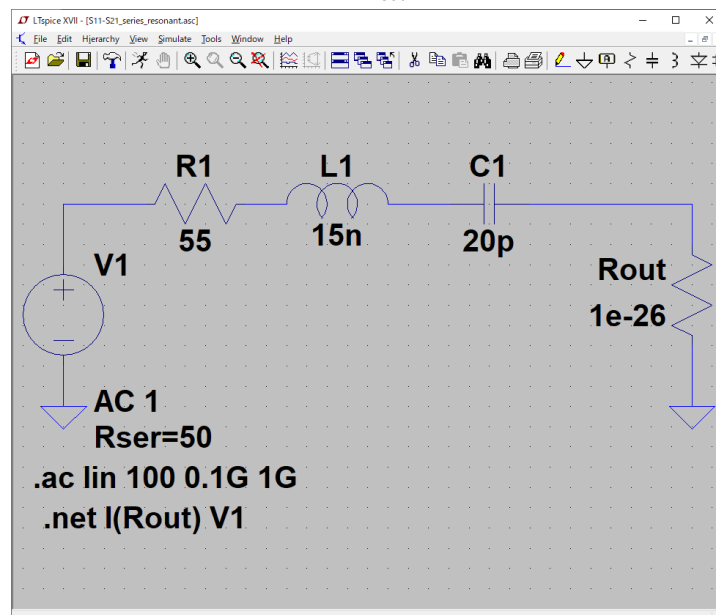 LTspice XVII - [S11-S21_series_resonant.asc]
File Edit Hierarchy View Simulate Tools Window Help
R1 L1 C1
55 15n 20p
V1 Rout
1e-26
AC 1
Rser=50
.ac lin 100 0.1G 1G
.net I(Rout) V1